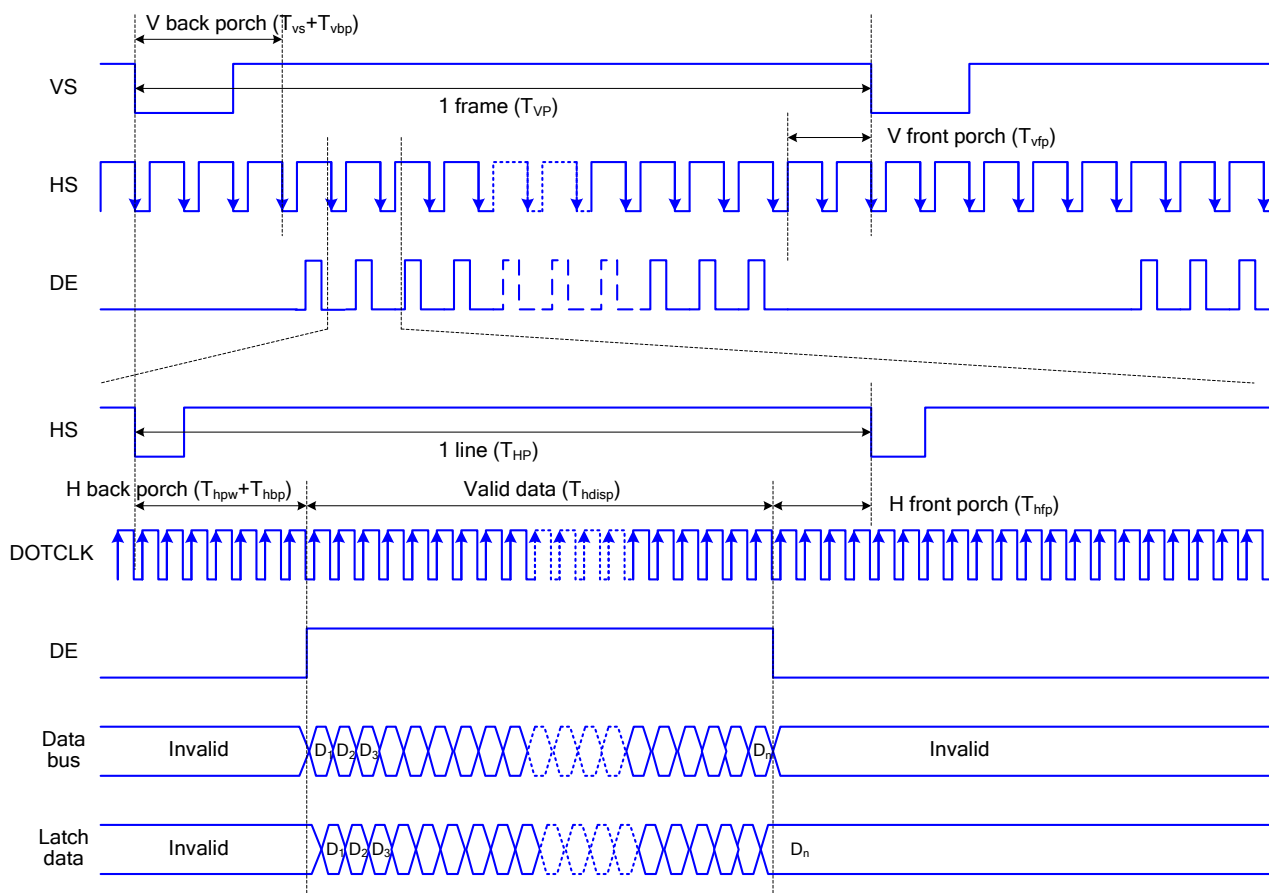 V back porch (Tvs+Tvbp)
VS
1 frame (TVP)
V front porch (Tvfp)
HS
DE
HS
1 line (THP)
H back porch (Thpw+Thbp)
Valid data (Thdisp)
H front porch (Thfp)
DOTCLK
DE
Data
bus
Invalid
D1 D2 D3
Dn
Invalid
Latch
data
Invalid
D1 D2 D3
Dn